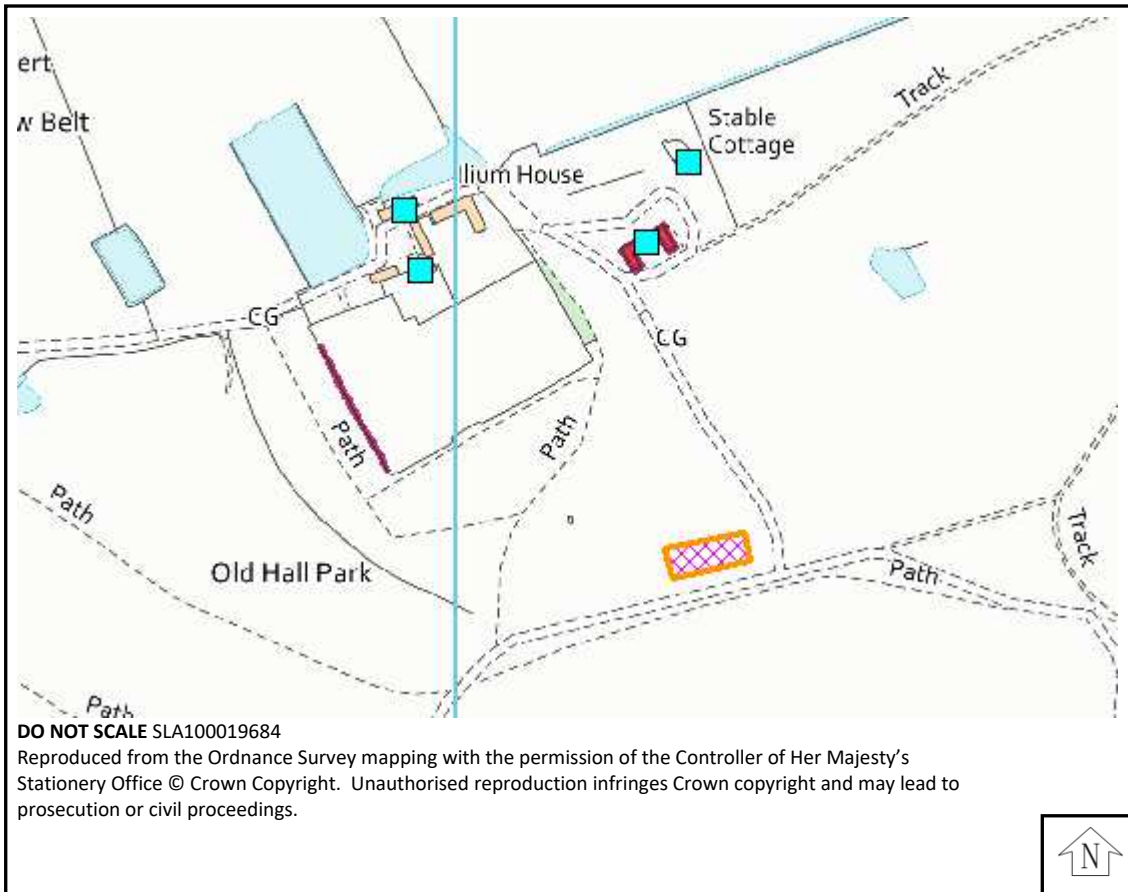 ert
w Belt
Track
Stable
Cottage
Ilium House
CG
CG
Path
Path
Path
Track
Old Hall Park
Path
Path
DO NOT SCALE SLA100019684
Reproduced from the Ordnance Survey mapping with the permission of the Controller of Her Majesty’s
Stationery Office © Crown Copyright.  Unauthorised reproduction infringes Crown copyright and may lead to
prosecution or civil proceedings.
N